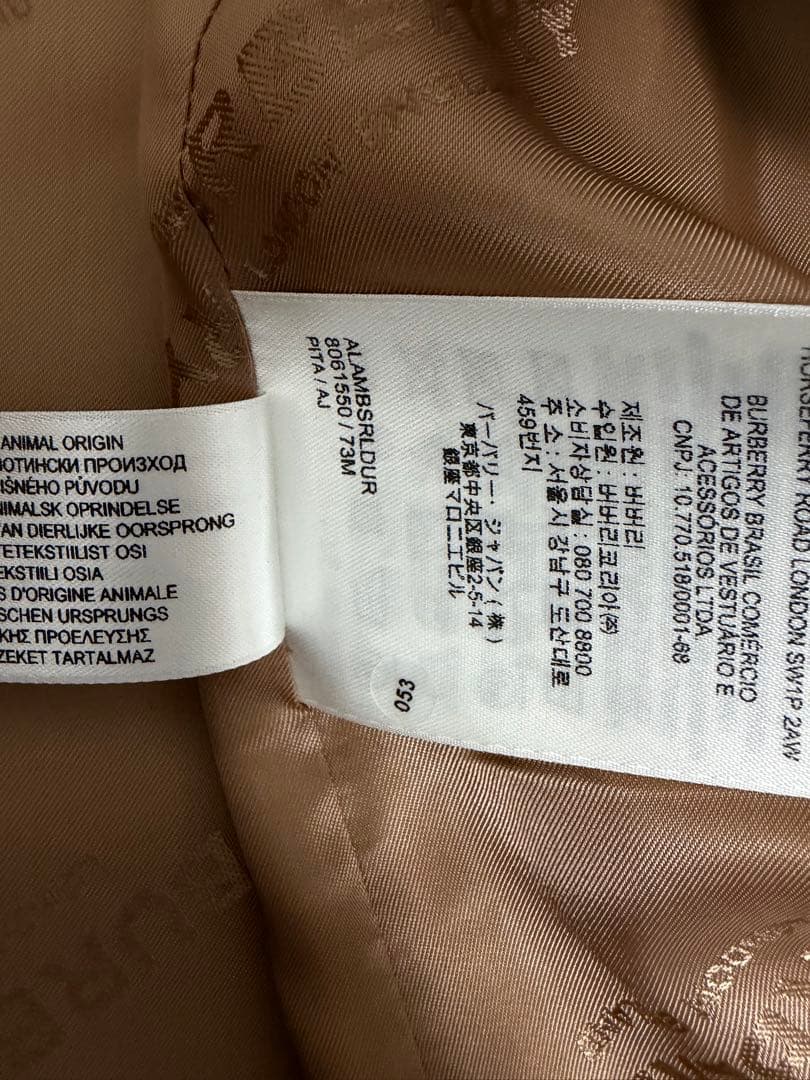 ANIMAL ORIGIN
ВОТИНСКИ ПРОИЗХОД
IŠNÉHO PŮVODU
NIMALSK OPRINDELSE
AN DIERLIJKE OORSPRONG
TETEKSTIILIST OSI
EKSTIILI OSIA
S D'ORIGINE ANIMALE
SCHEN URSPRUNGS
ΚΗΣ ΠΡΟΕΛΕΥΣΗΣ
ZEKET TARTALMAZ
HORSEFERRY ROAD LONDON SW1P 2AW
BURBERRY BRASIL COMÉRCIO
DE ARTIGOS DE VESTUÁRIO E
ACESSÓRIOS LTDA
CNPJ: 10.770.518/0001-68
제조원 : 버버리
수입원 : 버버리코리아㈜
소비자상담실 : 080 700 8800
주 소 : 서울시 강남구 도산대로
459번지
バーバリー・ジャパン(株)
東京都中央区銀座2-5-14
銀座マロニエビル
ALAMBSRLDUR
8061550 / 73M
PITA / AJ
053